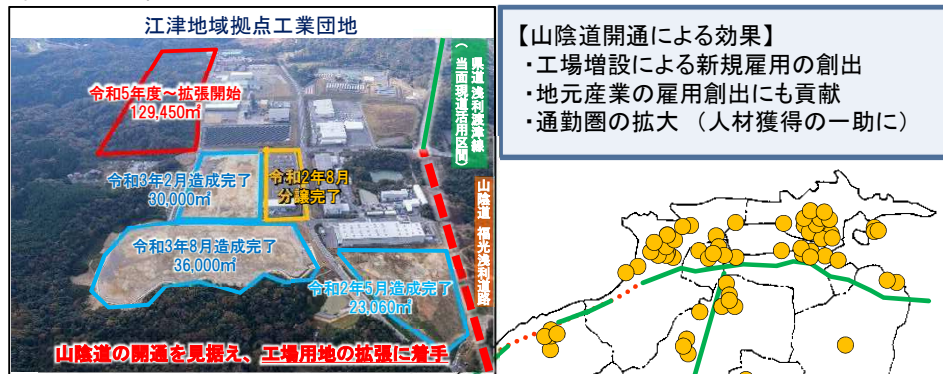 江津地域拠点工業団地
令和5年度～拡張開始
129,450㎡
令和3年2月造成完了
30,000㎡
令和2年8月
分譲完了
令和3年8月造成完了
36,000㎡
令和2年5月造成完了
23,060㎡
県道 浅利渡津線
(当面現道活用区間)
山陰道 福光浅利道路
山陰道の開通を見据え、工場用地の拡張に着手
【山陰道開通による効果】
・工場増設による新規雇用の創出
・地元産業の雇用創出にも貢献
・通勤圏の拡大 （人材獲得の一助に）